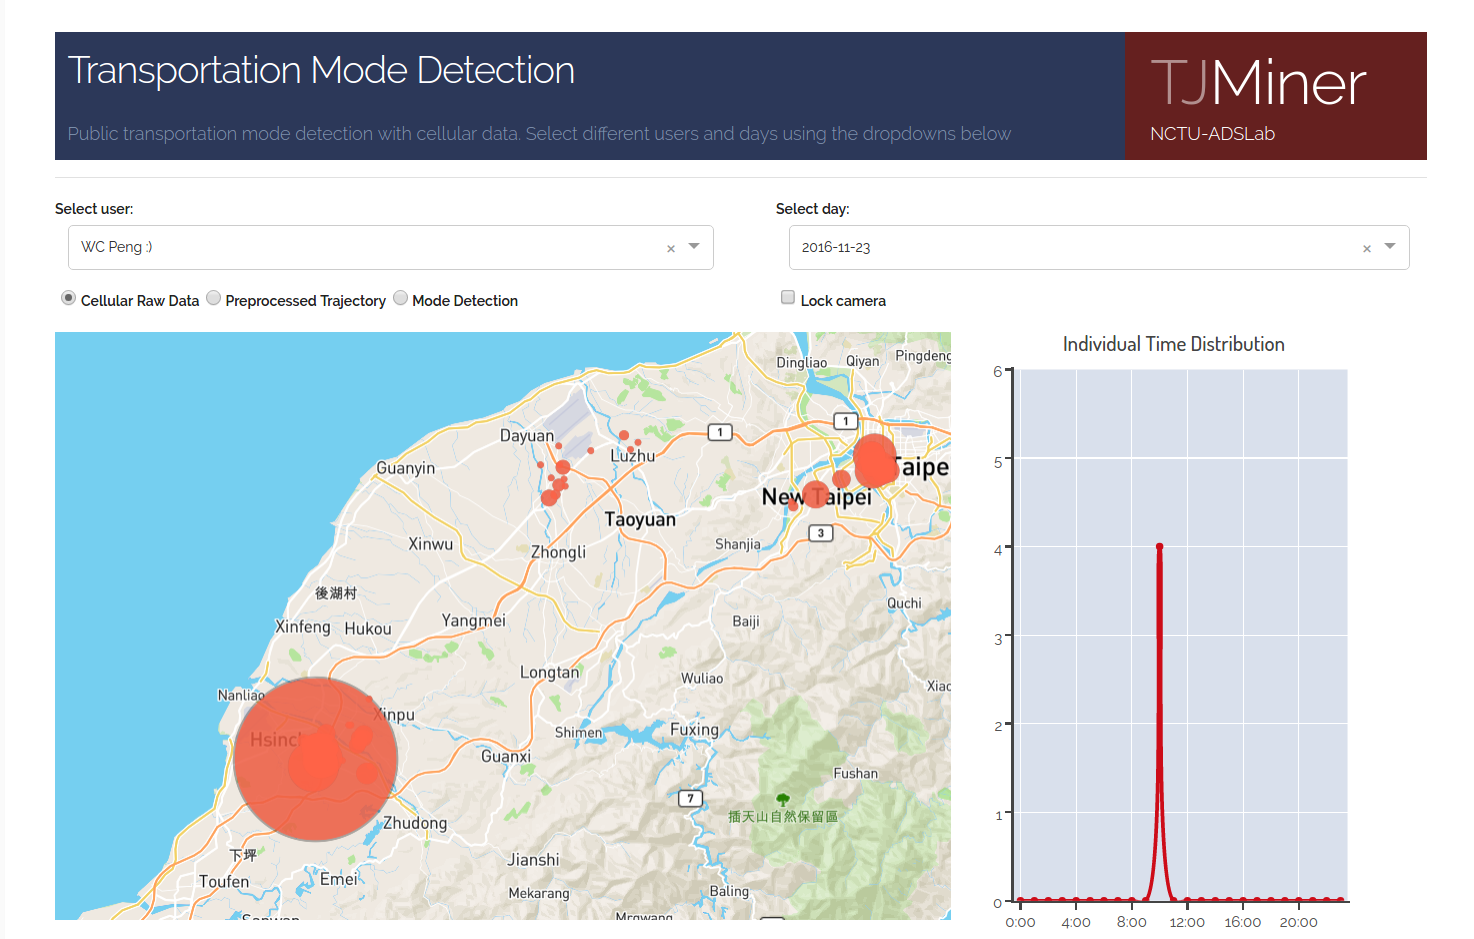 Transportation Mode Detection
Public transportation mode detection with cellular data. Select different users and days using the dropdowns below
TJMiner
NCTU-ADSLab
Select user:
WC Peng :)
×
Select day:
2016-11-23
×
Cellular Raw Data
Preprocessed Trajectory
Mode Detection
Lock camera
Dingliao
Qiyan
Pingdeng
1
1
Dayuan
Luzhu
Guanyin
Taipe
New Taipei
Taoyuan
3
Xinwu
Zhongli
Shanjia
後湖村
Quchi
Xinfeng
Hukou
Yangmei
Baiji
Longtan
Wuliao
Xiao
Nanliao
Xinpu
Hsinch
Shimen
Fuxing
Guanxi
Fushan
7
插天山自然保留區
Zhudong
下坪
Jianshi
Toufen
Emei
Mekarang
Baling
Sanwan
Mrqwang
Individual Time Distribution
6
5
4
3
2
1
0
0:00
4:00
8:00
12:00
16:00
20:00